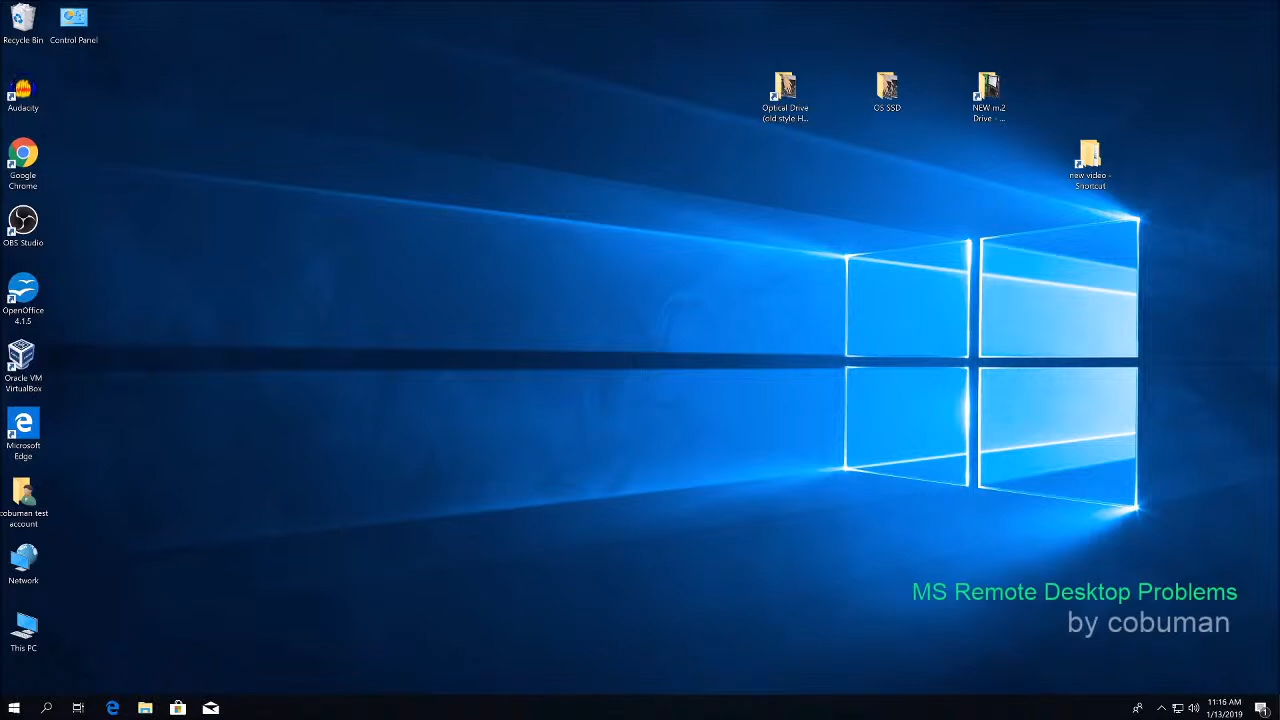 Recycle Bin
Control Panel
Audacity
Google
Chrome
OBS Studio
OpenOffice
4.1.5
Oracle VM
VirtualBox
Microsoft
Edge
cobuman test
account
Network
This PC
Optical Drive
(old style H...
OS SSD
NEW m.2
Drive - ...
new video -
Shortcut
MS Remote Desktop Problems
by cobuman
11:16 AM
1/13/2019
1